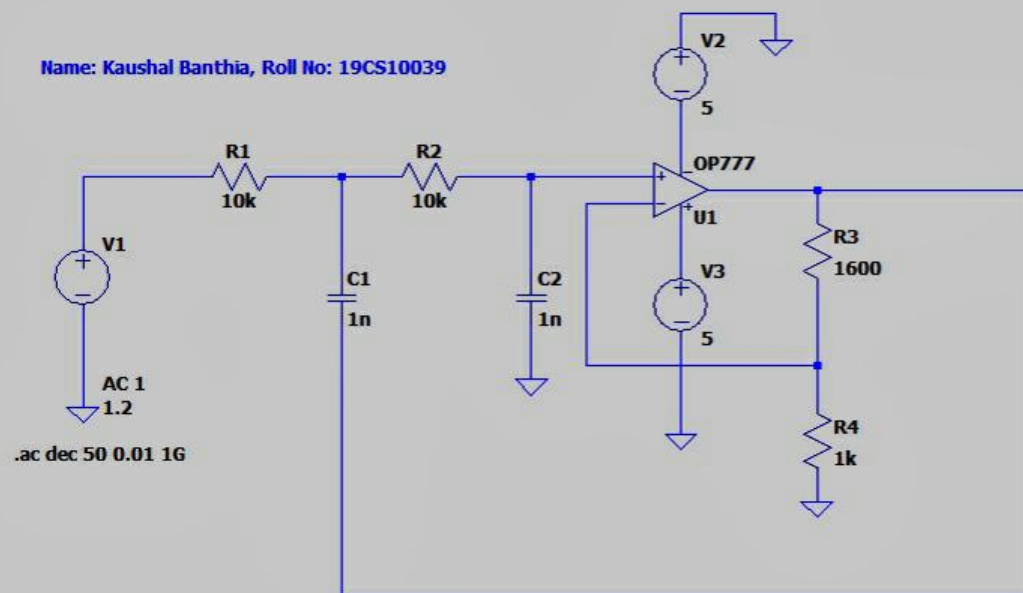 Name: Kaushal Banthia, Roll No: 19CS10039
V2
5
R1
10k
R2
10k
OP777
U1
V1
C1
1n
C2
1n
V3
5
R3
1600
AC 1
1.2
R4
1k
.ac dec 50 0.01 1G